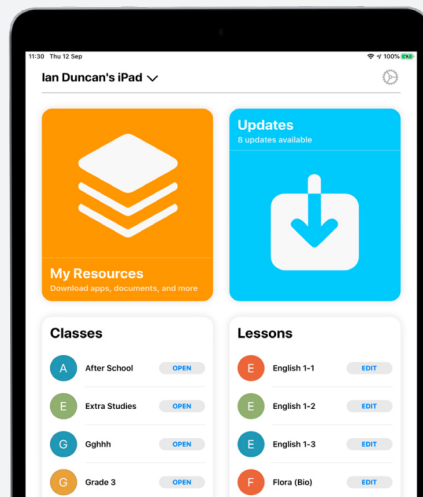 11:30 Thu 12 Sep
100%
Ian Duncan's iPad
My Resources
Download apps, documents, and more
Updates
8 updates available
Classes
A After School OPEN
E Extra Studies OPEN
G Gghhh OPEN
G Grade 3 OPEN
Lessons
E English 1-1 EDIT
E English 1-2 EDIT
E English 1-3 EDIT
F Flora (Bio) EDIT